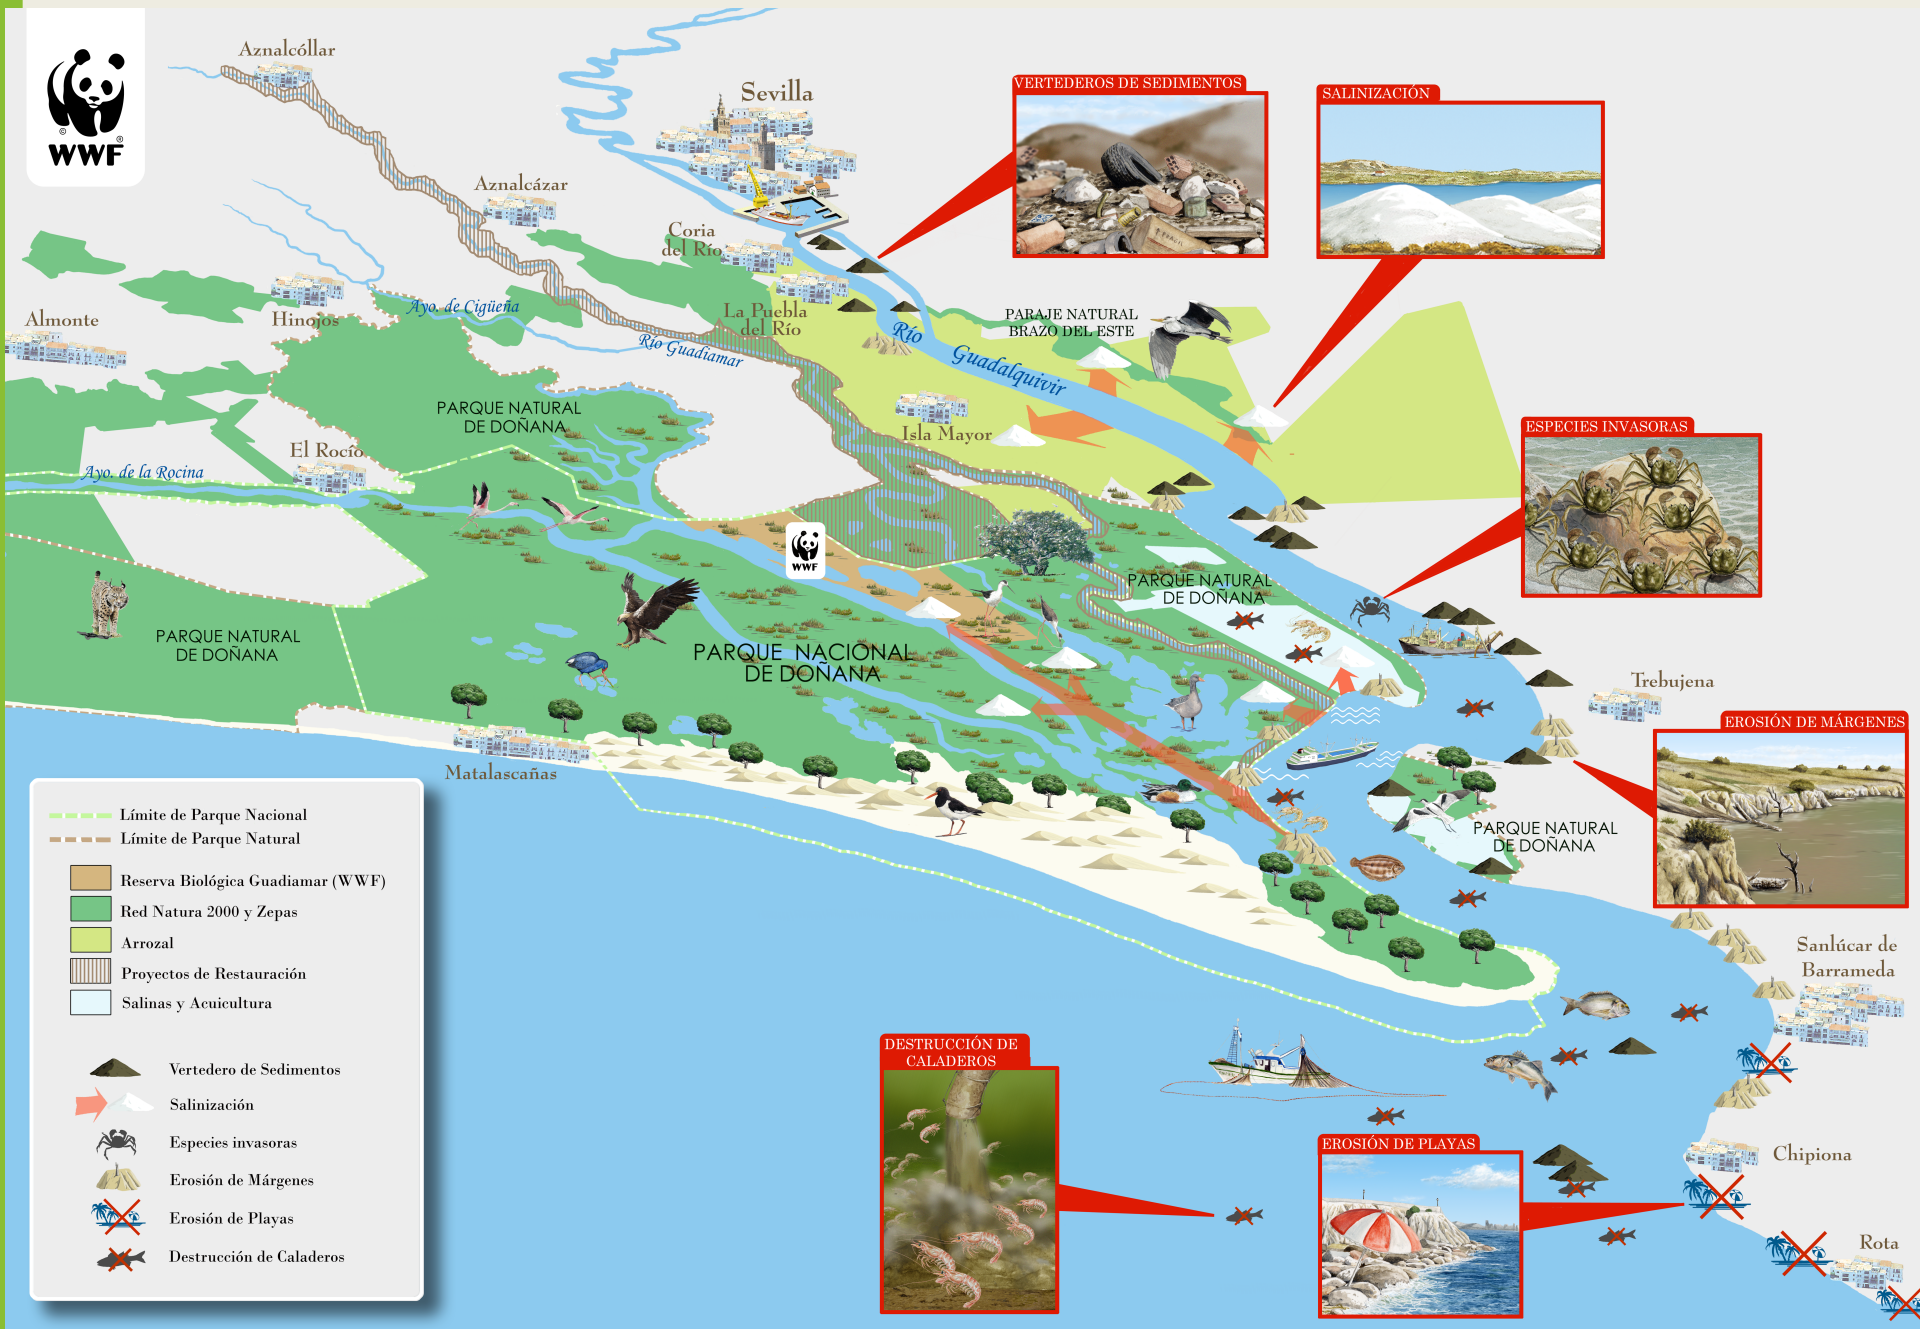 WWF
Aznalcóllar
Sevilla
VERTEDEROS DE SEDIMENTOS
SALINIZACIÓN
Aznalcázar
Coria
del Río
Hinojos
Ayo. de Cigüeña
La Puebla
del Río
PARAJE NATURAL
BRAZO DEL ESTE
Almonte
Río Guadiamar
Río Guadalquivir
PARQUE NATURAL
DE DOÑANA
Isla Mayor
ESPECIES INVASORAS
El Rocío
Ayo. de la Rocina
WWF
PARQUE NATURAL
DE DOÑANA
PARQUE NATURAL
DE DOÑANA
PARQUE NACIONAL
DE DOÑANA
Trebujena
EROSIÓN DE MÁRGENES
Matalascañas
PARQUE NATURAL
DE DOÑANA
Sanlúcar de
Barrameda
DESTRUCCIÓN DE
CALADEROS
EROSIÓN DE PLAYAS
Chipiona
Rota
Límite de Parque Nacional
Límite de Parque Natural
Reserva Biológica Guadiamar (WWF)
Red Natura 2000 y Zepas
Arrozal
Proyectos de Restauración
Salinas y Acuicultura
Vertedero de Sedimentos
Salinización
Especies invasoras
Erosión de Márgenes
Erosión de Playas
Destrucción de Caladeros